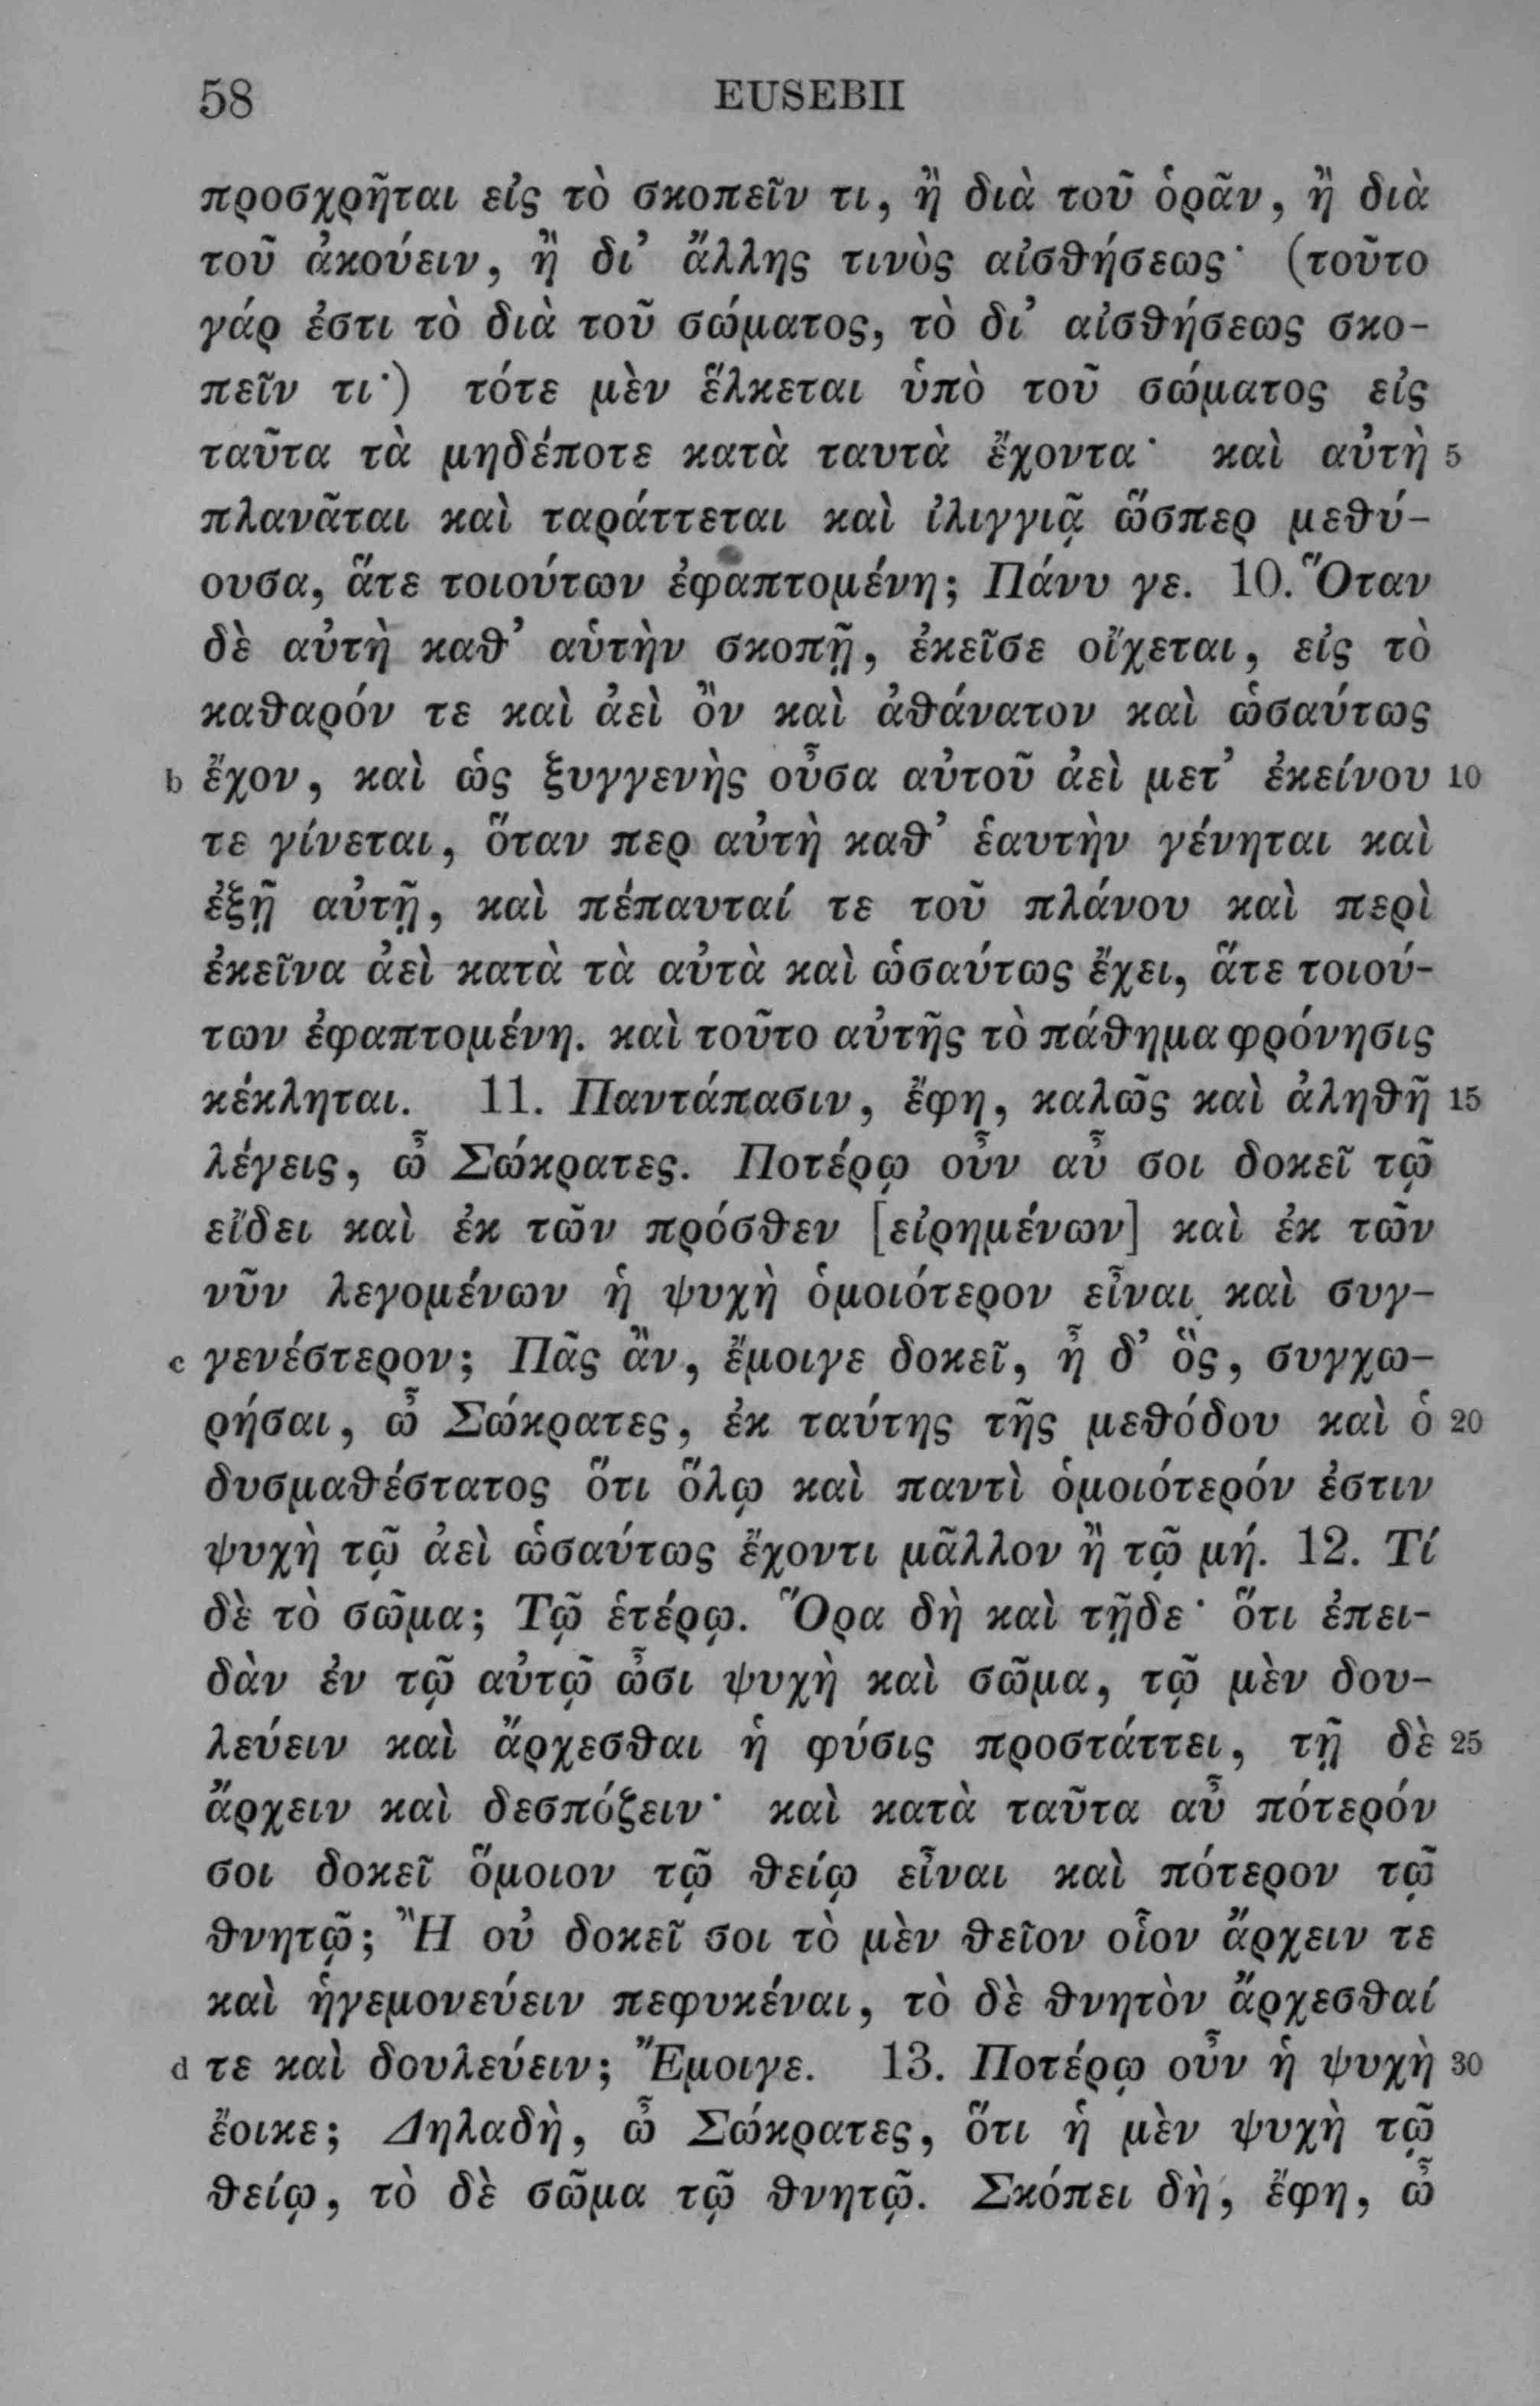 58 EUSEBII
προσχρῆται εἰς τὸ σκοπεῖν τι, ἢ διὰ τοῦ ὁρᾶν, ἢ διὰ
τοῦ ἀκούειν, ἢ δι’ ἄλλης τινὸς αἰσθήσεως· (τοῦτο
γάρ ἐστι τὸ διὰ τοῦ σώματος, τὸ δι’ αἰσθήσεως σκο-
πεῖν τι·) τότε μὲν ἕλκεται ὑπὸ τοῦ σώματος εἰς
ταῦτα τὰ μηδέποτε κατὰ ταυτὰ ἔχοντα· καὶ αὐτὴ 5
πλανᾶται καὶ ταράττεται καὶ ἰλιγγιᾷ ὥσπερ μεθύ-
ουσα, ἅτε τοιούτων ἐφαπτομένη; Πάνυ γε. 10. Ὅταν
δὲ αὐτὴ καθ’ αὑτὴν σκοπῇ, ἐκεῖσε οἴχεται, εἰς τὸ
καθαρόν τε καὶ ἀεὶ ὂν καὶ ἀθάνατον καὶ ὡσαύτως
b ἔχον, καὶ ὡς ξυγγενὴς οὖσα αὐτοῦ ἀεὶ μετ’ ἐκείνου 10
τε γίνεται, ὅταν περ αὐτὴ καθ’ ἑαυτὴν γένηται καὶ
ἐξῇ αὐτῇ, καὶ πέπαυταί τε τοῦ πλάνου καὶ περὶ
ἐκεῖνα ἀεὶ κατὰ τὰ αὐτὰ καὶ ὡσαύτως ἔχει, ἅτε τοιού-
των ἐφαπτομένη. καὶ τοῦτο αὐτῆς τὸ πάθημα φρόνησις
κέκληται. 11. Παντάπασιν, ἔφη, καλῶς καὶ ἀληθῆ 15
λέγεις, ὦ Σώκρατες. Ποτέρῳ οὖν αὖ σοι δοκεῖ τῷ
εἴδει καὶ ἐκ τῶν πρόσθεν [εἰρημένων] καὶ ἐκ τῶν
νῦν λεγομένων ἡ ψυχὴ ὁμοιότερον εἶναι καὶ συγ-
c γενέστερον; Πᾶς ἂν, ἔμοιγε δοκεῖ, ἦ δ’ ὃς, συγχω-
ρήσαι, ὦ Σώκρατες, ἐκ ταύτης τῆς μεθόδου καὶ ὁ 20
δυσμαθέστατος ὅτι ὅλῳ καὶ παντὶ ὁμοιότερόν ἐστιν
ψυχὴ τῷ ἀεὶ ὡσαύτως ἔχοντι μᾶλλον ἢ τῷ μή. 12. Τί
δὲ τὸ σῶμα; Τῷ ἑτέρῳ. Ὅρα δὴ καὶ τῇδε· ὅτι ἐπει-
δὰν ἐν τῷ αὐτῷ ὦσι ψυχὴ καὶ σῶμα, τῷ μὲν δου-
λεύειν καὶ ἄρχεσθαι ἡ φύσις προστάττει, τῇ δὲ 25
ἄρχειν καὶ δεσπόζειν· καὶ κατὰ ταῦτα αὖ πότερόν
σοι δοκεῖ ὅμοιον τῷ θείῳ εἶναι καὶ πότερον τῷ
θνητῷ; Ἢ οὐ δοκεῖ σοι τὸ μὲν θεῖον οἷον ἄρχειν τε
καὶ ἡγεμονεύειν πεφυκέναι, τὸ δὲ θνητὸν ἄρχεσθαί
d τε καὶ δουλεύειν; Ἔμοιγε. 13. Ποτέρῳ οὖν ἡ ψυχὴ 30
ἔοικε; Δηλαδὴ, ὦ Σώκρατες, ὅτι ἡ μὲν ψυχὴ τῷ
θείῳ, τὸ δὲ σῶμα τῷ θνητῷ. Σκόπει δὴ, ἔφη, ὦ